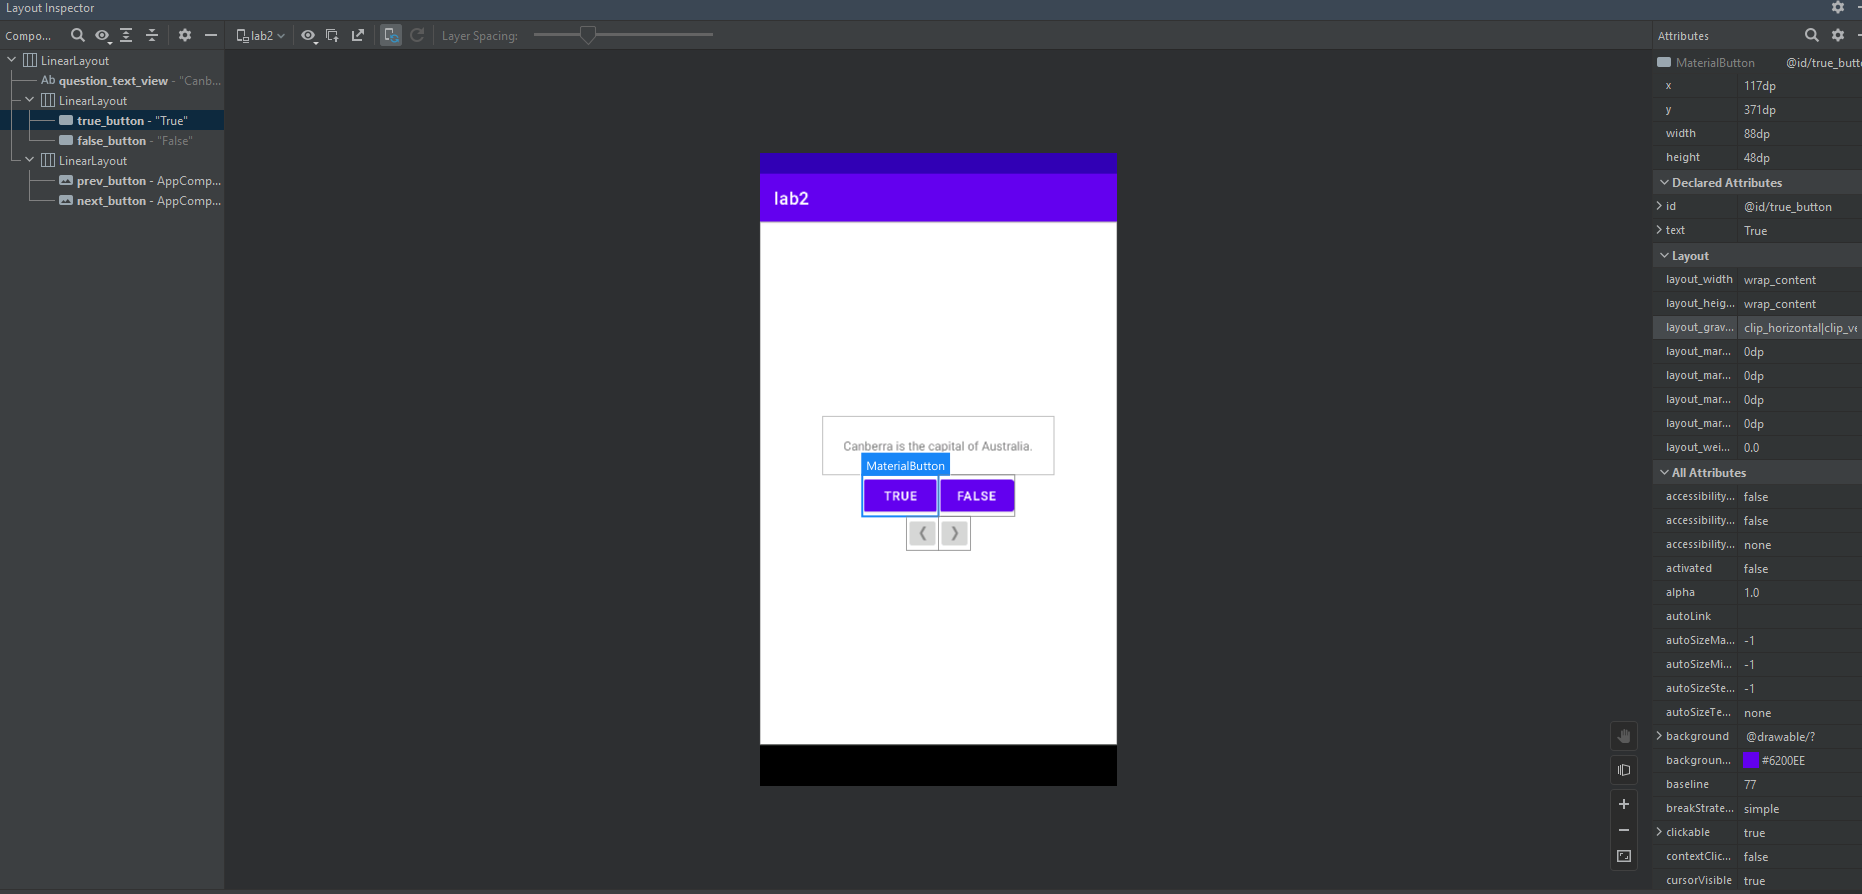 Layout Inspector
Compo...
lab2
Layer Spacing:
Attributes
LinearLayout
Ab question_text_view - "Canb...
LinearLayout
true_button - "True"
false_button - "False"
LinearLayout
prev_button - AppComp...
next_button - AppComp...
lab2
Canberra is the capital of Australia.
MaterialButton
TRUE
FALSE
MaterialButton @id/true_butt
x 117dp
y 371dp
width 88dp
height 48dp
Declared Attributes
id @id/true_button
text True
Layout
layout_width wrap_content
layout_heig... wrap_content
layout_grav... clip_horizontal|clip_ve
layout_mar... 0dp
layout_mar... 0dp
layout_mar... 0dp
layout_mar... 0dp
layout_wei... 0.0
All Attributes
accessibility... false
accessibility... false
accessibility... none
activated false
alpha 1.0
autoLink
autoSizeMa... -1
autoSizeMi... -1
autoSizeSte... -1
autoSizeTe... none
background @drawable/?
backgroun... #6200EE
baseline 77
breakStrate... simple
clickable true
contextClic... false
cursorVisible true